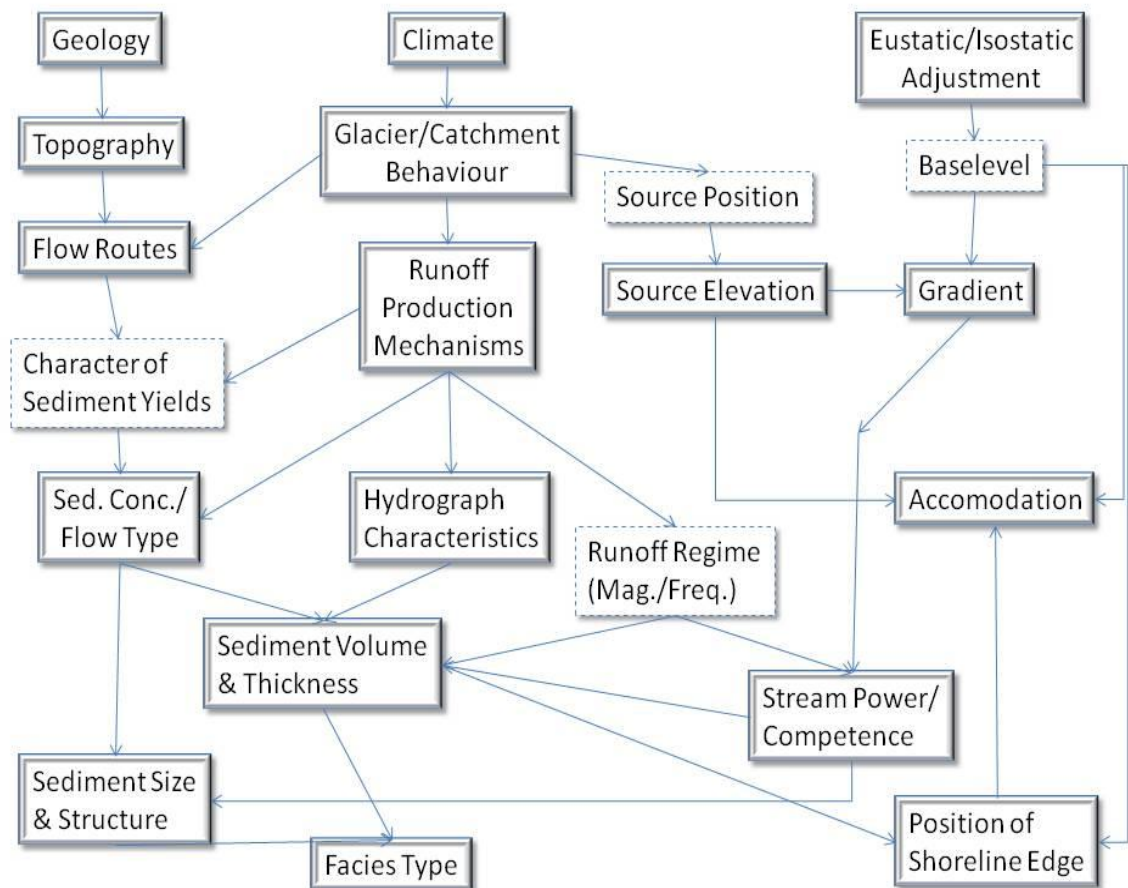 Geology
Climate
Eustatic/Isostatic
Adjustment
Topography
Glacier/Catchment
Behaviour
Baselevel
Source Position
Flow Routes
Runoff
Production
Mechanisms
Source Elevation
Gradient
Character of
Sediment Yields
Sed. Conc./
Flow Type
Hydrograph
Characteristics
Runoff Regime
(Mag./Freq.)
Accomodation
Sediment Volume
& Thickness
Stream Power/
Competence
Sediment Size
& Structure
Facies Type
Position of
Shoreline Edge